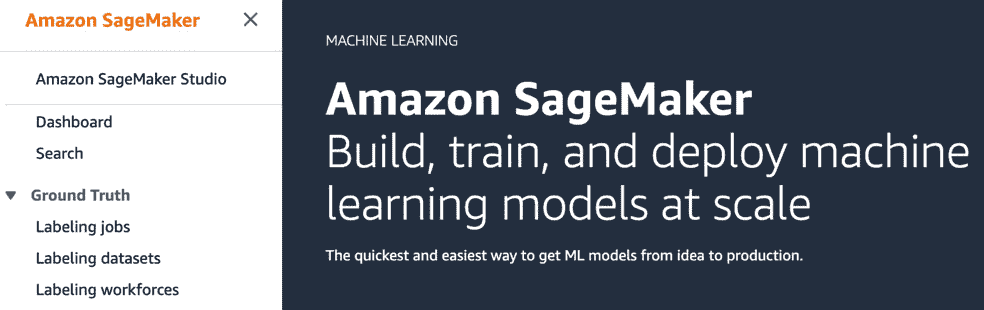 Amazon SageMaker
Amazon SageMaker Studio
Dashboard
Search
Ground Truth
Labeling jobs
Labeling datasets
Labeling workforces
MACHINE LEARNING
Amazon SageMaker
Build, train, and deploy machine
learning models at scale
The quickest and easiest way to get ML models from idea to production.